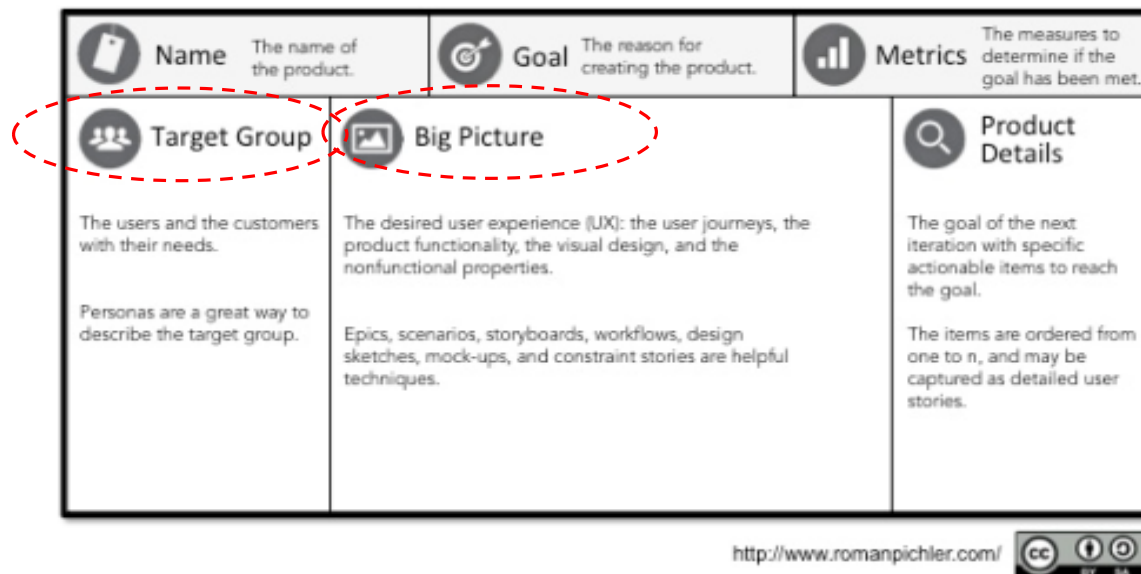 Name
The name of
the product.
Goal
The reason for
creating the product.
Metrics
The measures to
determine if the
goal has been met.
Target Group
The users and the customers
with their needs.
Personas are a great way to
describe the target group.
Big Picture
The desired user experience (UX): the user journeys, the
product functionality, the visual design, and the
nonfunctional properties.
Epics, scenarios, storyboards, workflows, design
sketches, mock-ups, and constraint stories are helpful
techniques.
Product
Details
The goal of the next
iteration with specific
actionable items to reach
the goal.
The items are ordered from
one to n, and may be
captured as detailed user
stories.
http://www.romanpichler.com/
cc